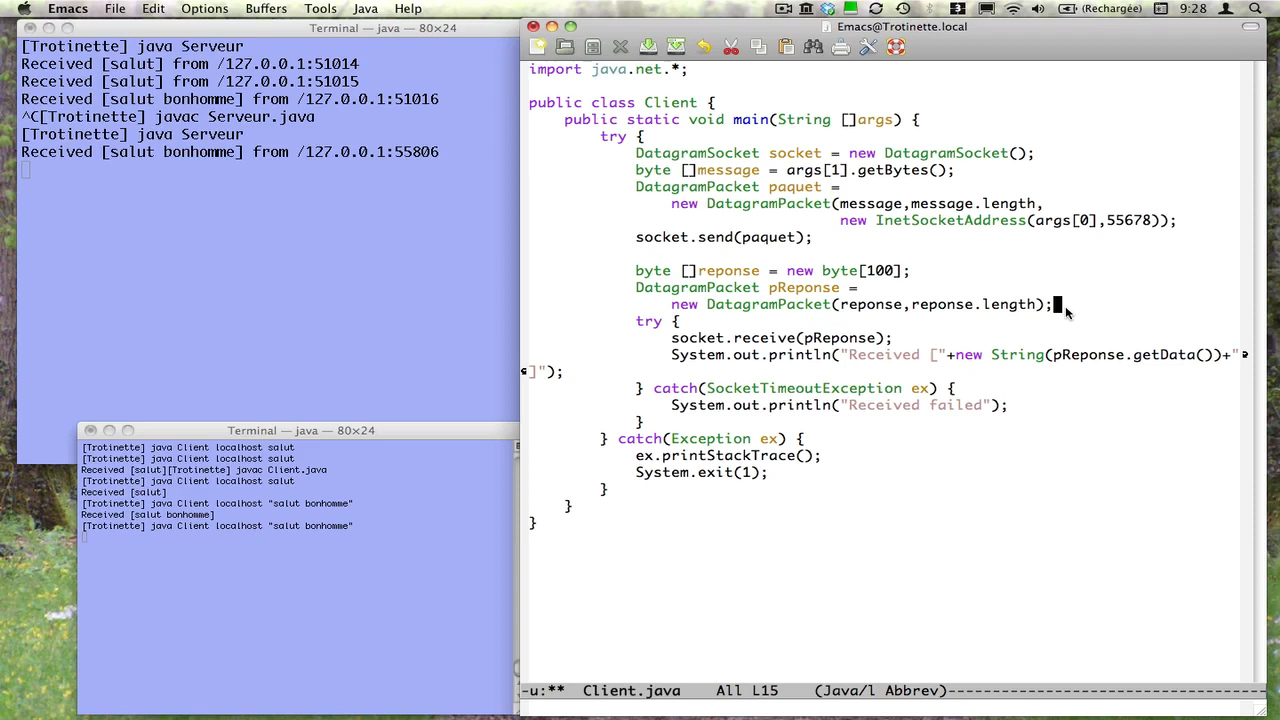 Emacs File Edit Options Buffers Tools Java Help
(Rechargée) 9:28
Terminal — java — 80×24
[Trotinette] java Serveur
Received [salut] from /127.0.0.1:51014
Received [salut] from /127.0.0.1:51015
Received [salut bonhomme] from /127.0.0.1:51016
^C[Trotinette] javac Serveur.java
[Trotinette] java Serveur
Received [salut bonhomme] from /127.0.0.1:55806
Terminal — java — 80×24
[Trotinette] java Client localhost salut
[Trotinette] java Client localhost salut
Received [salut][Trotinette] javac Client.java
[Trotinette] java Client localhost salut
Received [salut]
[Trotinette] java Client localhost "salut bonhomme"
Received [salut bonhomme]
[Trotinette] java Client localhost "salut bonhomme"
Emacs@Trotinette.local
import java.net.*;
public class Client {
public static void main(String []args) {
try {
DatagramSocket socket = new DatagramSocket();
byte []message = args[1].getBytes();
DatagramPacket paquet =
new DatagramPacket(message,message.length,
new InetSocketAddress(args[0],55678));
socket.send(paquet);
byte []reponse = new byte[100];
DatagramPacket pReponse =
new DatagramPacket(reponse,reponse.length);
try {
socket.receive(pReponse);
System.out.println("Received ["+new String(pReponse.getData())+"
]");
} catch(SocketTimeoutException ex) {
System.out.println("Received failed");
}
} catch(Exception ex) {
ex.printStackTrace();
System.exit(1);
}
}
}
-u:** Client.java All L15 (Java/l Abbrev)